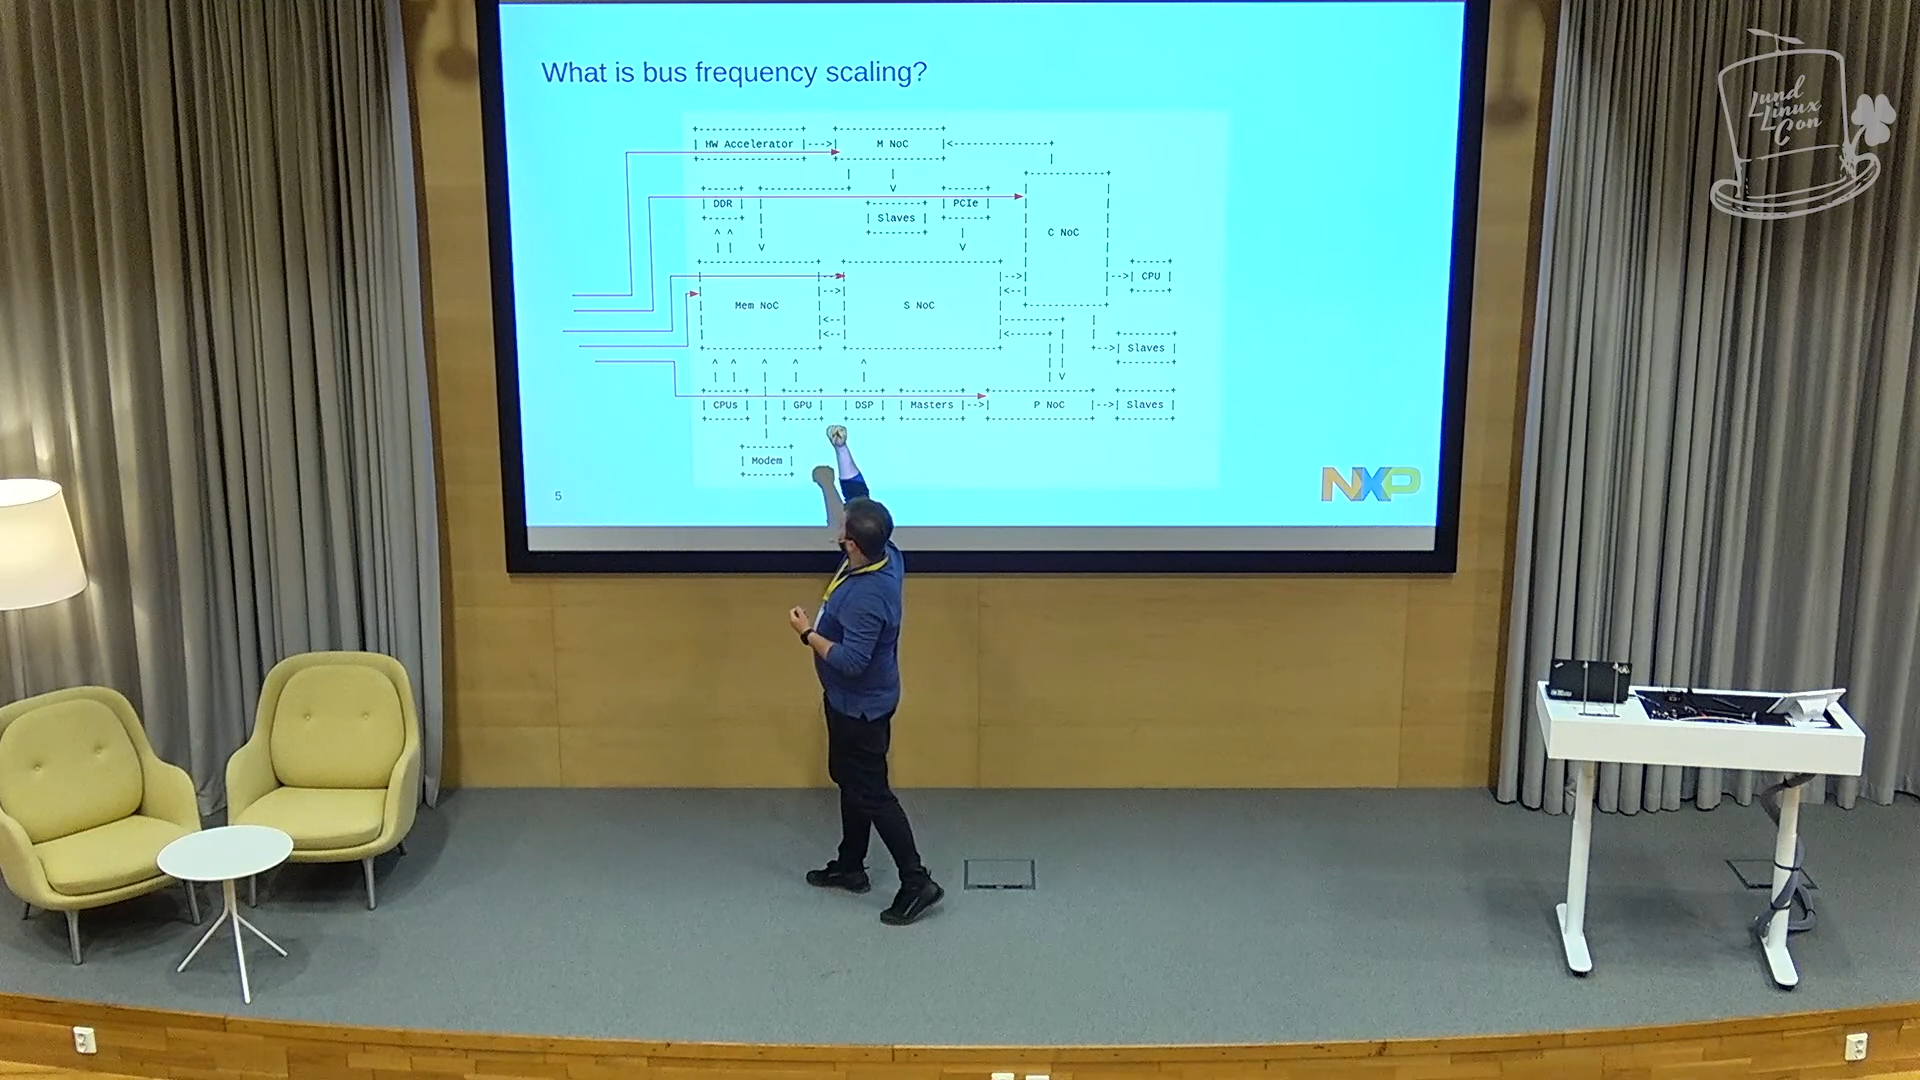 What is bus frequency scaling?
HW Accelerator
M NoC
DDR
Slaves
PCIe
C NoC
CPU
Mem NoC
S NoC
Slaves
CPUs
GPU
DSP
Masters
P NoC
Slaves
Modem
5
NXP
Lund
Linux
Con